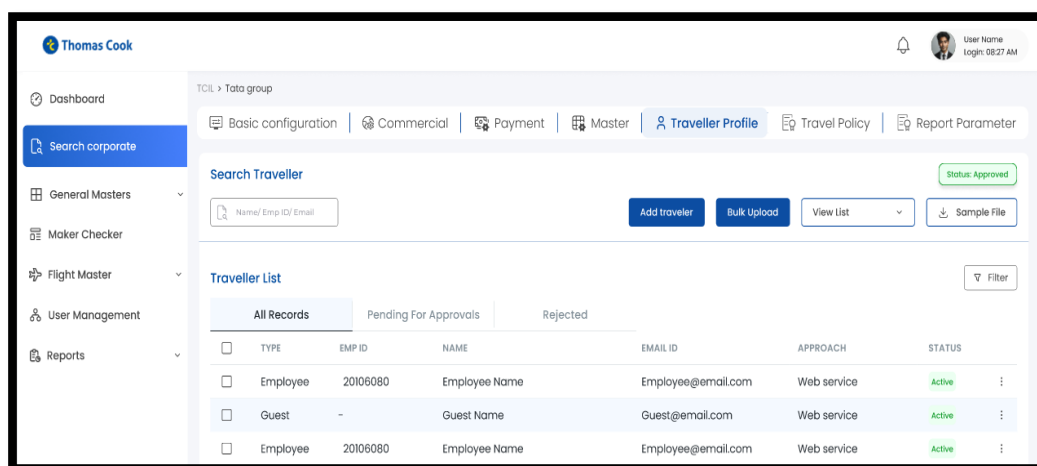 Thomas Cook
User Name
Login: 08:27 AM
Dashboard
Search corporate
General Masters
Maker Checker
Flight Master
User Management
Reports
TCIL > Tata group
Basic configuration
Commercial
Payment
Master
Traveller Profile
Travel Policy
Report Parameter
Search Traveller
Status: Approved
Name/ Emp ID/ Email
Add traveler
Bulk Upload
View List
Sample File
Traveller List
Filter
All Records
Pending For Approvals
Rejected
TYPE EMP ID NAME EMAIL ID APPROACH STATUS
Employee 20106080 Employee Name Employee@email.com Web service Active
Guest - Guest Name Guest@email.com Web service Active
Employee 20106080 Employee Name Employee@email.com Web service Active